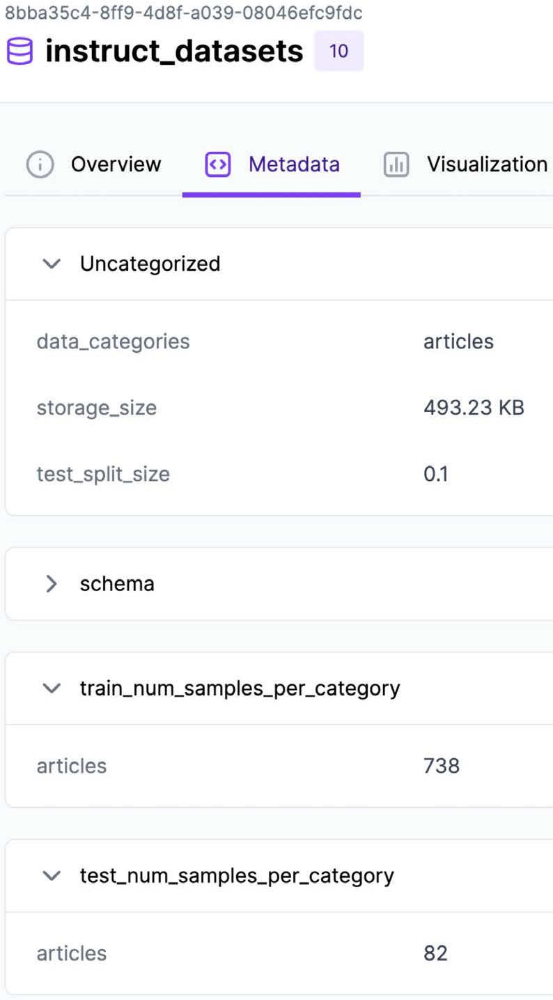 8bba35c4-8ff9-4d8f-a039-08046efc9fdc
instruct_datasets 10
Overview Metadata Visualization
Uncategorized
data_categories articles
storage_size 493.23 KB
test_split_size 0.1
schema
train_num_samples_per_category
articles 738
test_num_samples_per_category
articles 82